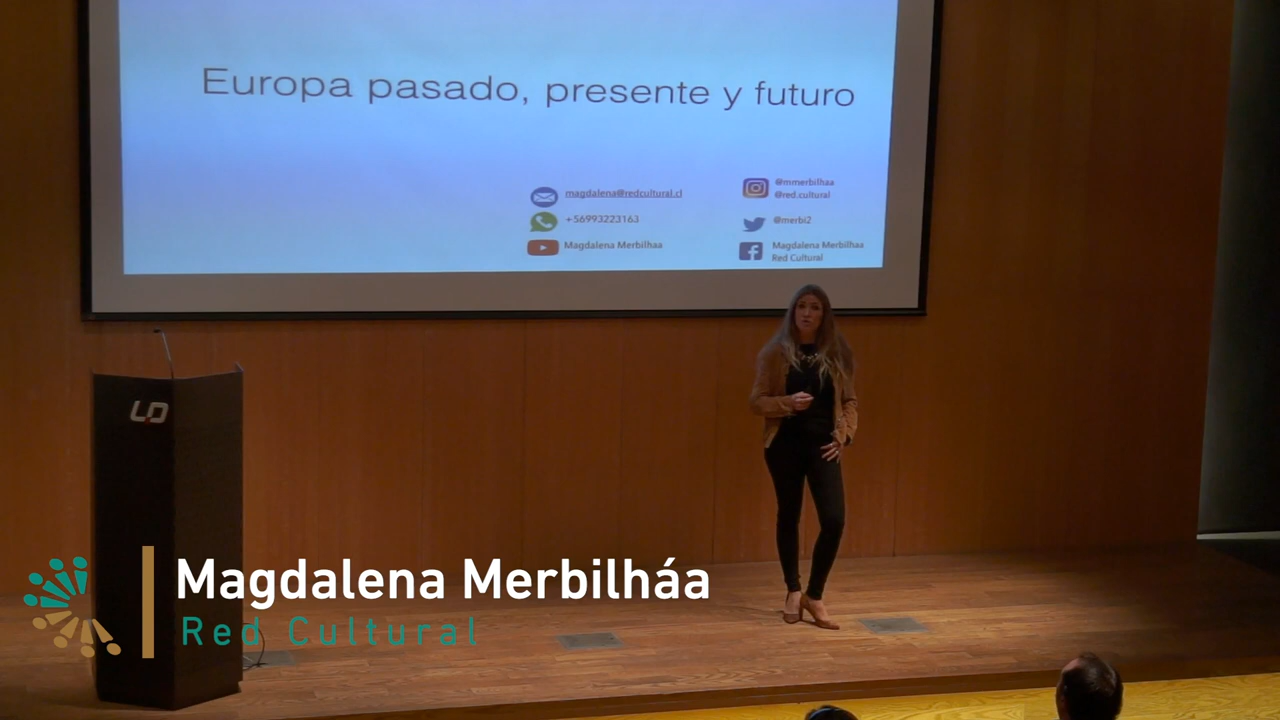 Europa pasado, presente y futuro
magdalena@redcultural.cl
+56993223163
Magdalena Merbilhaa
@mmerbilhaa
@red.cultural
@merbi2
Magdalena Merbilhaa
Red Cultural
Magdalena Merbilháa
Red Cultural